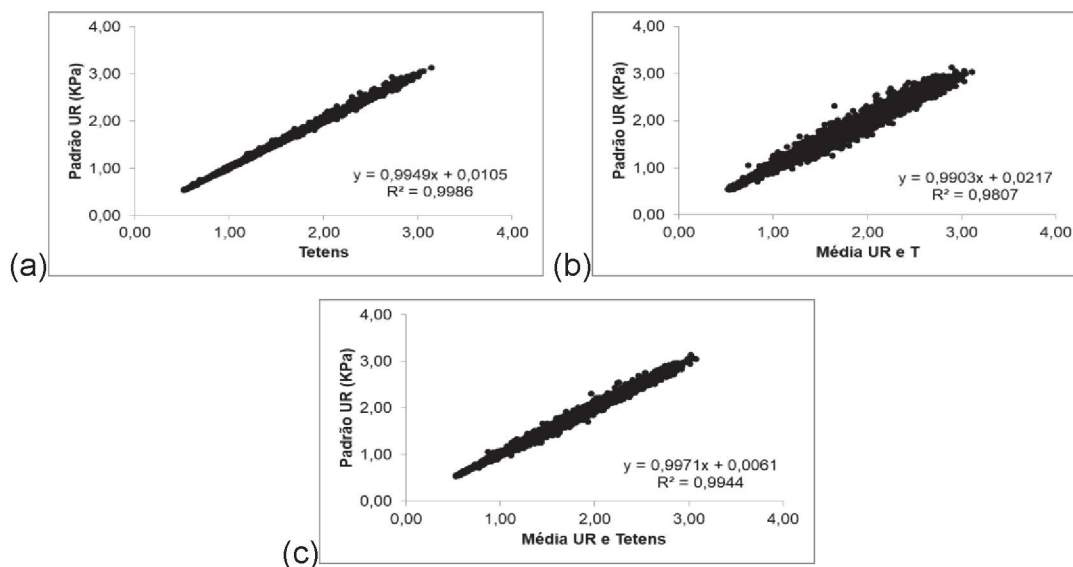 4,00
3,00
2,00
1,00
0,00
Padrão UR (KPa)
y = 0,9949x + 0,0105
R² = 0,9986
0,00 1,00 2,00 3,00 4,00
Tetens
(a)
4,00
3,00
2,00
1,00
0,00
Padrão UR (KPa)
y = 0,9903x + 0,0217
R² = 0,9807
0,00 1,00 2,00 3,00 4,00
Média UR e T
(b)
4,00
3,00
2,00
1,00
0,00
Padrão UR (KPa)
y = 0,9971x + 0,0061
R² = 0,9944
0,00 1,00 2,00 3,00 4,00
Média UR e Tetens
(c)